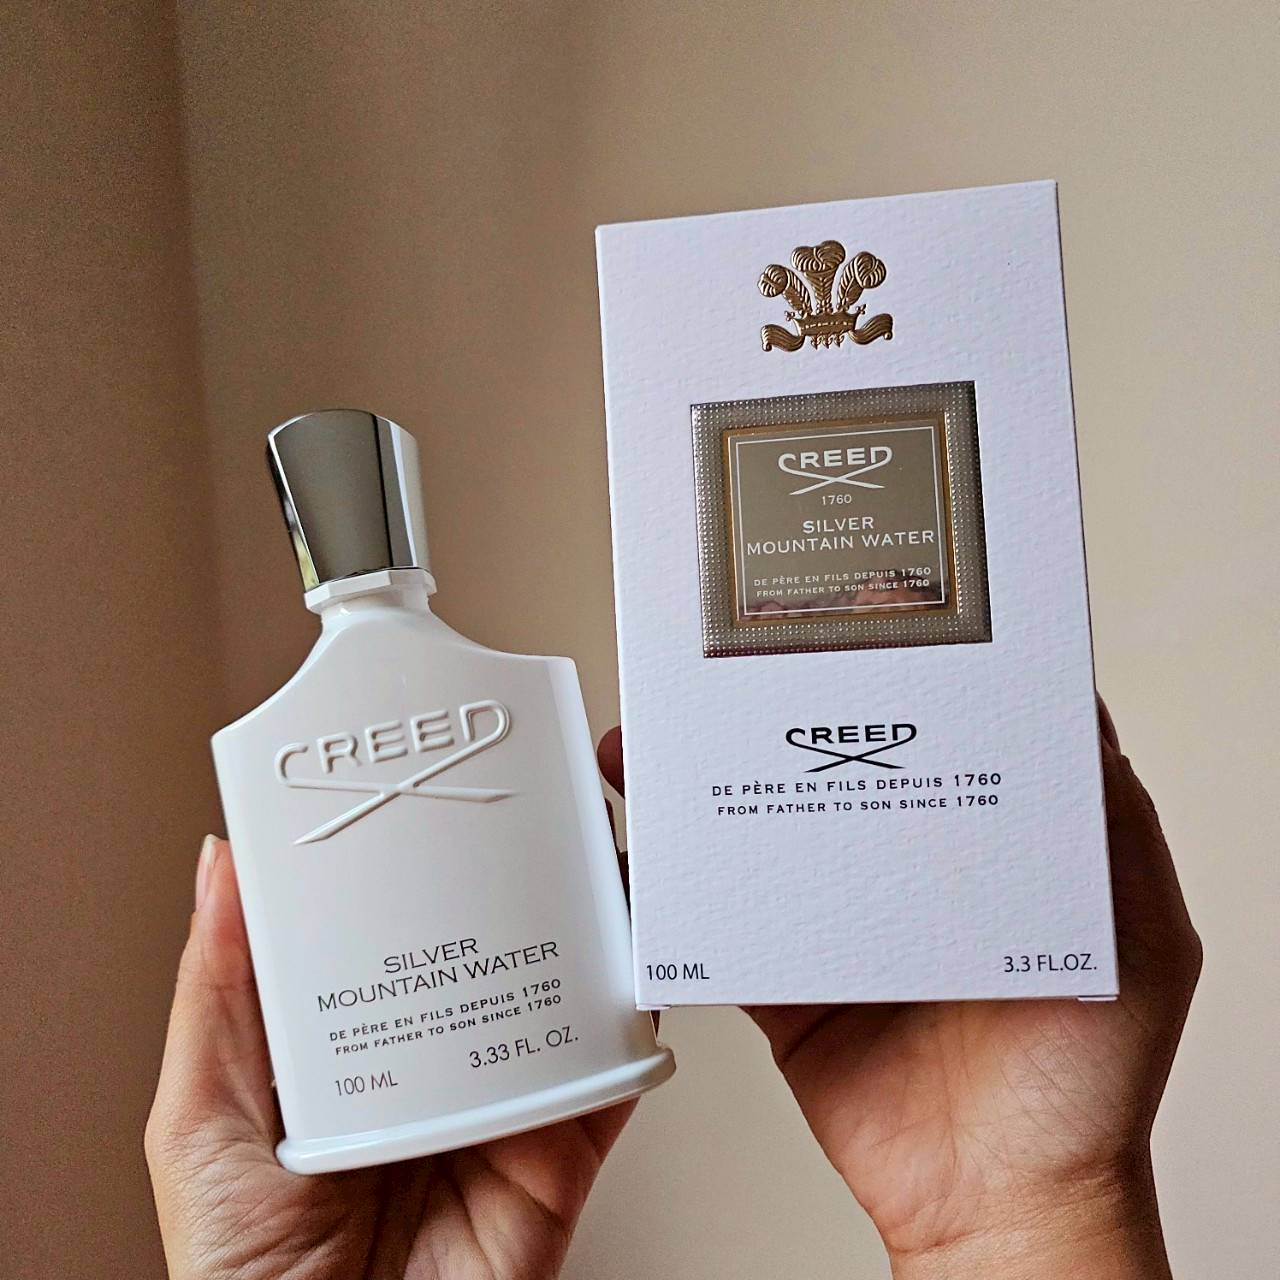 CREED
SILVER
MOUNTAIN WATER
DE PÈRE EN FILS DEPUIS 1760
FROM FATHER TO SON SINCE 1760
100 ML
3.33 FL. OZ.
CREED
1760
SILVER
MOUNTAIN WATER
DE PÈRE EN FILS DEPUIS 1760
FROM FATHER TO SON SINCE 1760
CREED
DE PÈRE EN FILS DEPUIS 1760
FROM FATHER TO SON SINCE 1760
100 ML
3.3 FL.OZ.